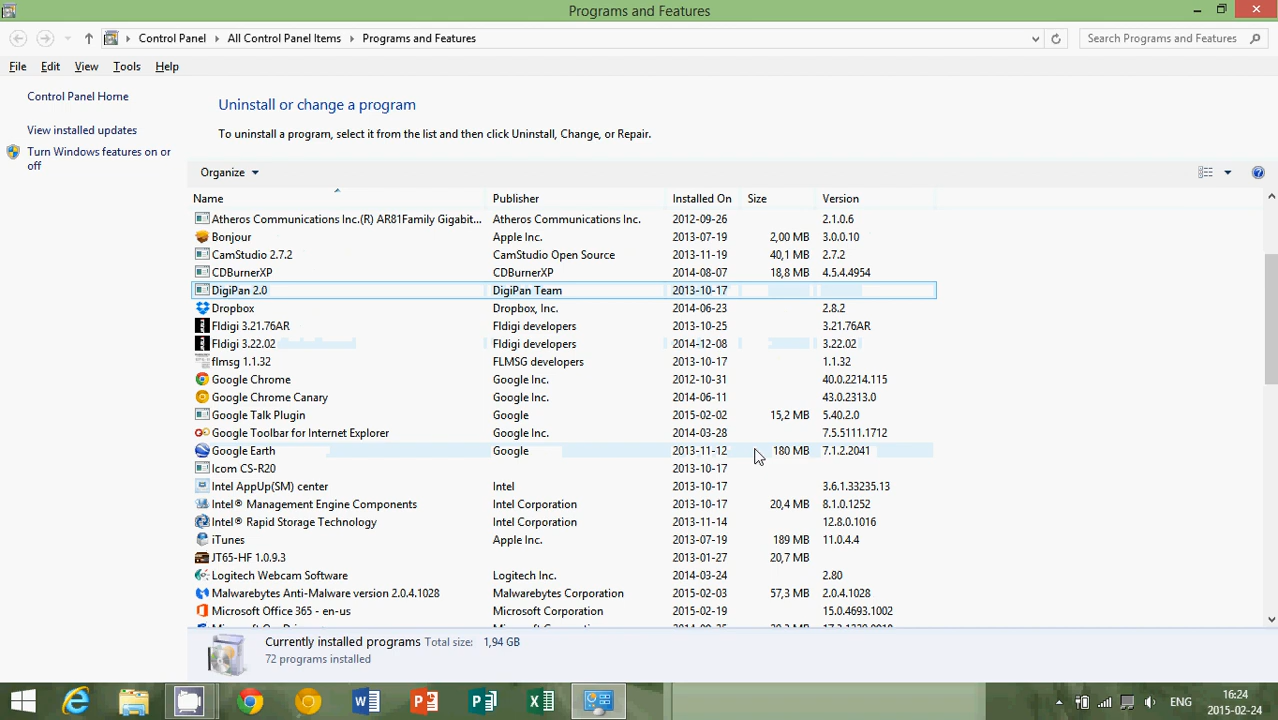 Programs and Features
Control Panel All Control Panel Items Programs and Features Search Programs and Features
File Edit View Tools Help
Control Panel Home
View installed updates
Turn Windows features on or off
Uninstall or change a program
To uninstall a program, select it from the list and then click Uninstall, Change, or Repair.
Organize
Name Publisher Installed On Size Version
Atheros Communications Inc.(R) AR81Family Gigabit... Atheros Communications Inc. 2012-09-26 2.1.0.6
Bonjour Apple Inc. 2013-07-19 2,00 MB 3.0.0.10
CamStudio 2.7.2 CamStudio Open Source 2013-11-19 40,1 MB 2.7.2
CDBurnerXP CDBurnerXP 2014-08-07 18,8 MB 4.5.4.4954
DigiPan 2.0 DigiPan Team 2013-10-17
Dropbox Dropbox, Inc. 2014-06-23 2.8.2
Fldigi 3.21.76AR Fldigi developers 2013-10-25 3.21.76AR
Fldigi 3.22.02 Fldigi developers 2014-12-08 3.22.02
flmsg 1.1.32 FLMSG developers 2013-10-17 1.1.32
Google Chrome Google Inc. 2012-10-31 40.0.2214.115
Google Chrome Canary Google Inc. 2014-06-11 43.0.2313.0
Google Talk Plugin Google 2015-02-02 15,2 MB 5.40.2.0
Google Toolbar for Internet Explorer Google Inc. 2014-03-28 7.5.5111.1712
Google Earth Google 2013-11-12 180 MB 7.1.2.2041
Icom CS-R20 2013-10-17
Intel AppUp(SM) center Intel 2013-10-17 3.6.1.33235.13
Intel® Management Engine Components Intel Corporation 2013-10-17 20,4 MB 8.1.0.1252
Intel® Rapid Storage Technology Intel Corporation 2013-11-14 12.8.0.1016
iTunes Apple Inc. 2013-07-19 189 MB 11.0.4.4
JT65-HF 1.0.9.3 2013-01-27 20,7 MB
Logitech Webcam Software Logitech Inc. 2014-03-24 2.80
Malwarebytes Anti-Malware version 2.0.4.1028 Malwarebytes Corporation 2015-02-03 57,3 MB 2.0.4.1028
Microsoft Office 365 - en-us Microsoft Corporation 2015-02-19 15.0.4693.1002
Currently installed programs Total size: 1,94 GB
72 programs installed
ENG
16:24
2015-02-24